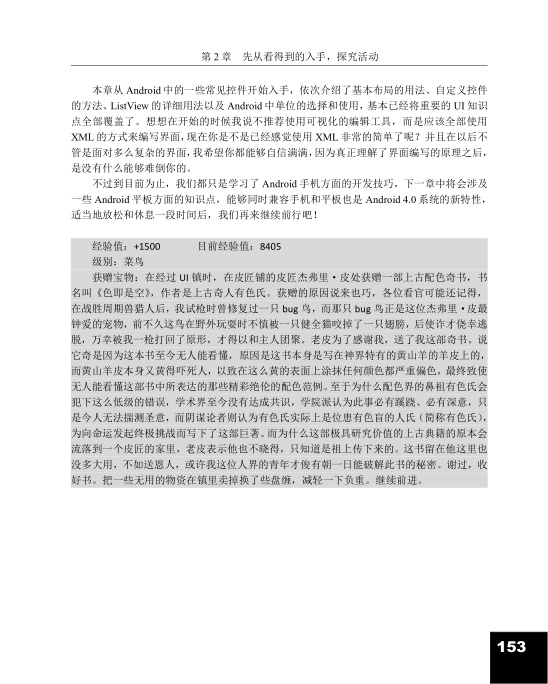 第 2 章 先从看得到的入手，探究活动
本章从 Android 中的一些常见控件开始入手，依次介绍了基本布局的用法、自定义控件
的方法、ListView 的详细用法以及 Android 中单位的选择和使用，基本已经将重要的 UI 知识
点全部覆盖了。想想在开始的时候我说不推荐使用可视化的编辑工具，而是应该全部使用
XML 的方式来编写界面，现在你是不是已经感觉使用 XML 非常的简单了呢？并且在以后不
管是面对多么复杂的界面，我希望你都能够自信满满，因为真正理解了界面编写的原理之后，
是没有什么能够难倒你的。
不过到目前为止，我们都只是学习了 Android 手机方面的开发技巧，下一章中将会涉及
一些 Android 平板方面的知识点，能够同时兼容手机和平板也是 Android 4.0 系统的新特性，
适当地放松和休息一段时间后，我们再来继续前行吧！
经验值：+1500 目前经验值：8405
级别：菜鸟
获赠宝物：在经过 UI 镇时，在皮匠铺的皮匠杰弗里·皮处获赠一部上古配色奇书，书
名叫《色即是空》，作者是上古奇人有色氏。获赠的原因说来也巧，各位看官可能还记得，
在战胜周期兽猎人后，我试枪时曾修复过一只 bug 鸟，而那只 bug 鸟正是这位杰弗里·皮最
钟爱的宠物，前不久这鸟在野外玩耍时不慎被一只健全猫咬掉了一只翅膀，后使诈才侥幸逃
脱，万幸被我一枪打回了原形，才得以和主人团聚。老皮为了感谢我，送了我这部奇书。说
它奇是因为这本书至今无人能看懂，原因是这书本身是写在神界特有的黄山羊的羊皮上的，
而黄山羊皮本身又黄得吓死人，以致在这么黄的表面上涂抹任何颜色都严重偏色，最终致使
无人能看懂这部书中所表达的那些精彩绝伦的配色范例。至于为什么配色界的鼻祖有色氏会
犯下这么低级的错误，学术界至今没有达成共识，学院派认为此事必有蹊跷、必有深意，只
是今人无法揣测圣意，而阴谋论者则认为有色氏实际上是位患有色盲的人氏（简称有色氏），
为向命运发起终极挑战而写下了这部巨著。而为什么这部极具研究价值的上古典籍的原本会
流落到一个皮匠的家里，老皮表示他也不晓得，只知道是祖上传下来的。这书留在他这里也
没多大用，不如送恩人，或许我这位人界的青年才俊有朝一日能破解此书的秘密。谢过，收
好书。把一些无用的物资在镇里卖掉换了些盘缠，减轻一下负重。继续前进。
153